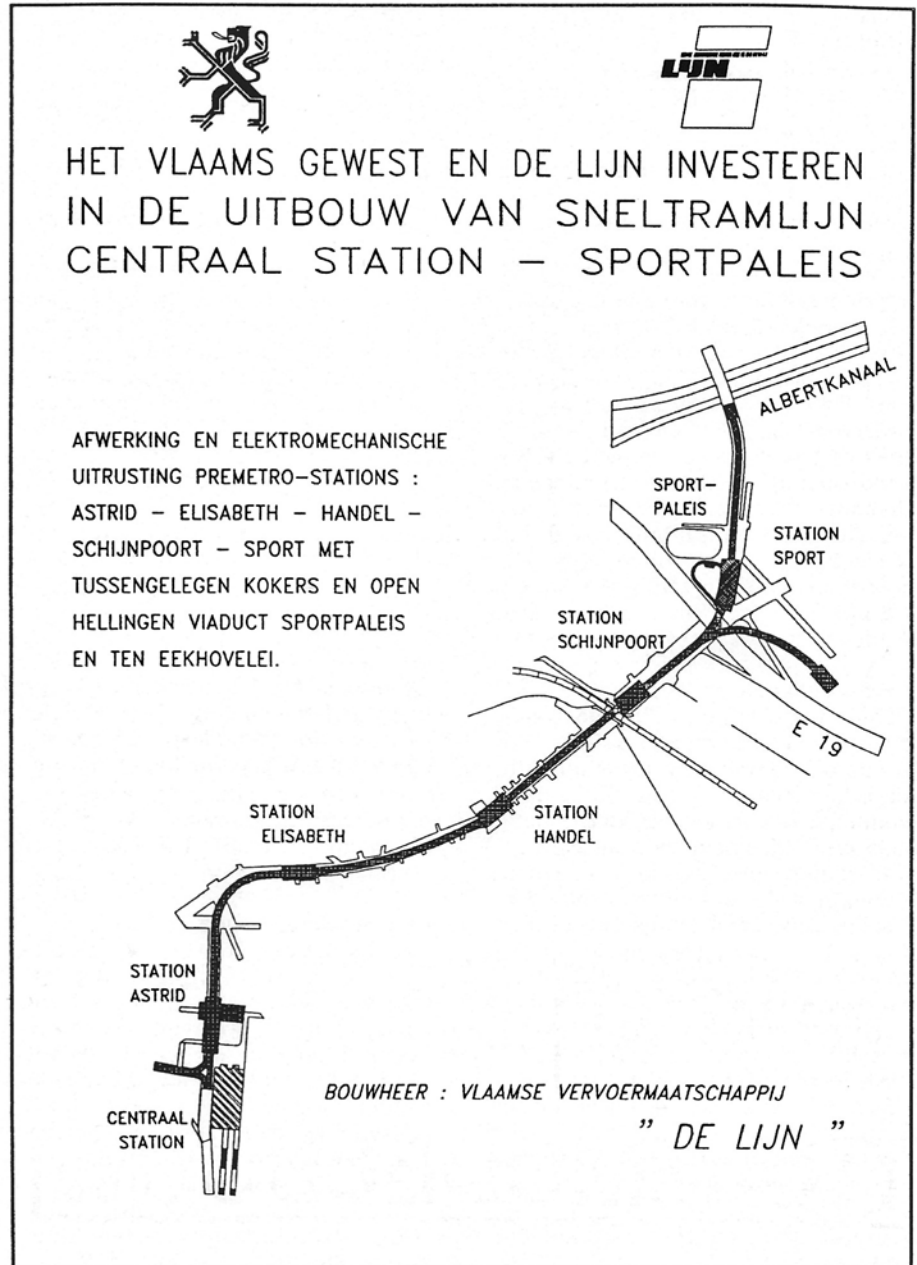 LIJN
HET VLAAMS GEWEST EN DE LIJN INVESTEREN
IN DE UITBOUW VAN SNELTRAMLIJN
CENTRAAL STATION – SPORTPALEIS
AFWERKING EN ELEKTROMECHANISCHE
UITRUSTING PREMETRO–STATIONS :
ASTRID – ELISABETH – HANDEL –
SCHIJNPOORT – SPORT MET
TUSSENGELEGEN KOKERS EN OPEN
HELLINGEN VIADUCT SPORTPALEIS
EN TEN EEKHOVELEI.
ALBERTKANAAL
SPORT–
PALEIS
STATION
SPORT
STATION
SCHIJNPOORT
E 19
STATION
ELISABETH
STATION
HANDEL
STATION
ASTRID
CENTRAAL
STATION
BOUWHEER : VLAAMSE VERVOERMAATSCHAPPIJ
" DE LIJN "